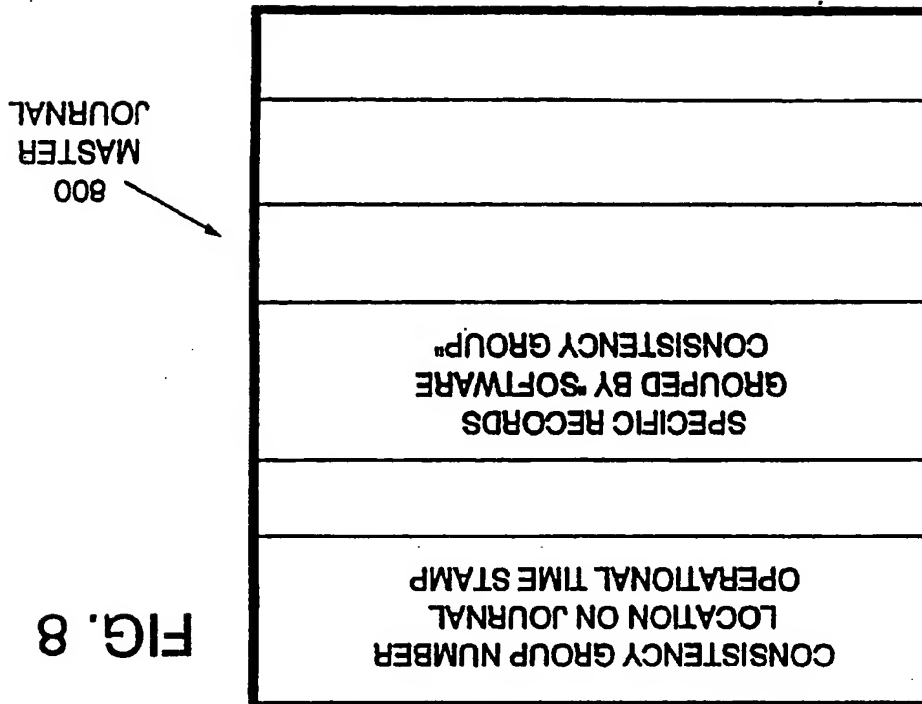 FIG. 8
CONSISTENCY GROUP NUMBER
LOCATION ON JOURNAL
OPERATIONAL TIME STAMP
SPECIFIC RECORDS
GROUPED BY "SOFTWARE
CONSISTENCY GROUP"
800
MASTER
JOURNAL